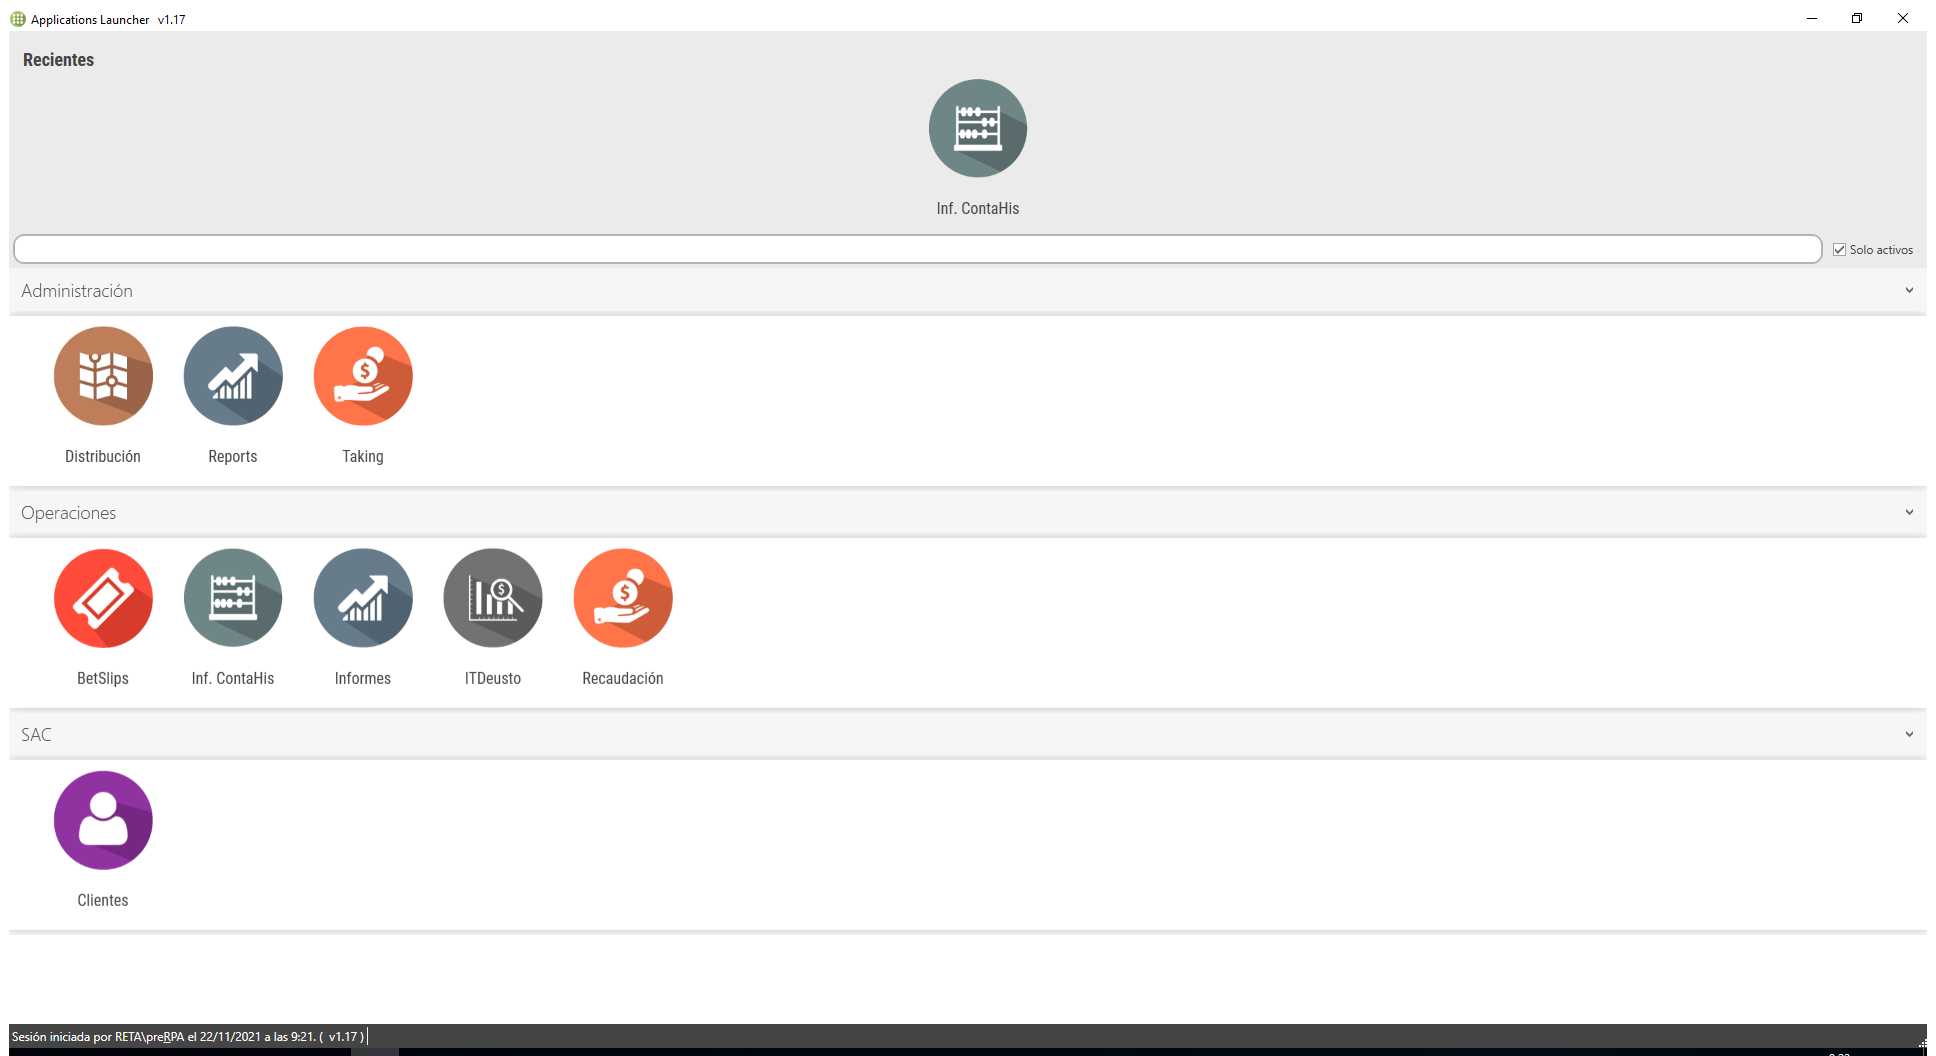 Applications Launcher v1.17
Recientes
Inf. ContaHis
Solo activos
Administración
Distribución Reports Taking
Operaciones
BetSlips Inf. ContaHis Informes ITDeusto Recaudación
SAC
Clientes
Sesión iniciada por RETA\preRPA el 22/11/2021 a las 9:21. ( v1.17 )